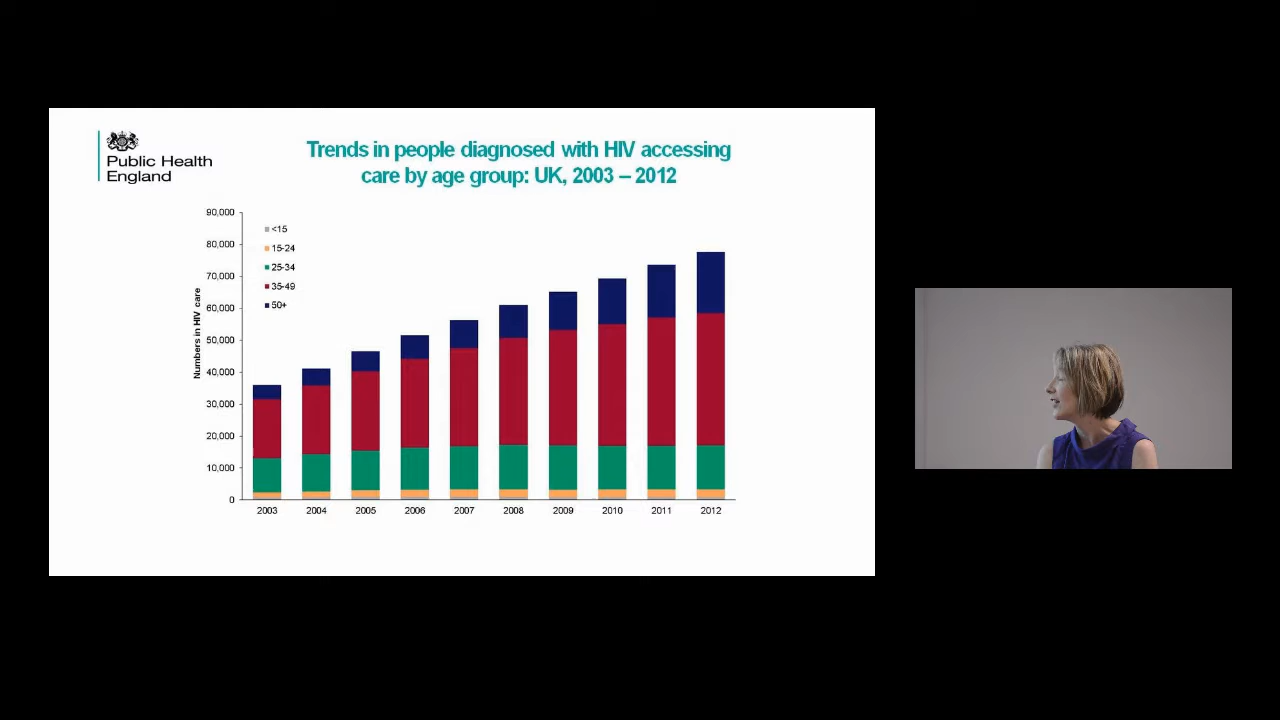 Public Health
England
Trends in people diagnosed with HIV accessing
care by age group: UK, 2003 – 2012
90,000
80,000
70,000
60,000
50,000
40,000
30,000
20,000
10,000
0
Numbers in HIV care
<15
15-24
25-34
35-49
50+
2003 2004 2005 2006 2007 2008 2009 2010 2011 2012